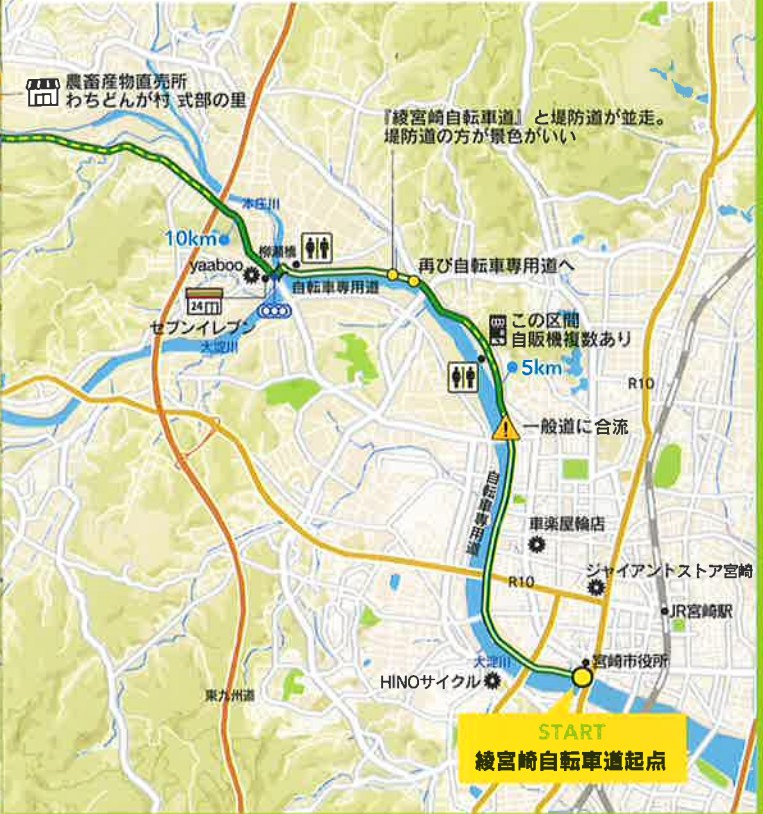 農畜産物直売所
わちどんが村 式部の里
『綾宮崎自転車道』と堤防道が並走。
堤防道の方が景色がいい
本庄川
10km
柳瀬橋
yaaboo
再び自転車専用道へ
自転車専用道
24
セブンイレブン
大淀川
この区間
自販機複数あり
5km
R10
一般道に合流
自転車専用道
車楽屋輪店
ジャイアントストア宮崎
R10
JR宮崎駅
大淀川
宮崎市役所
HINOサイクル
東九州道
START
綾宮崎自転車道起点